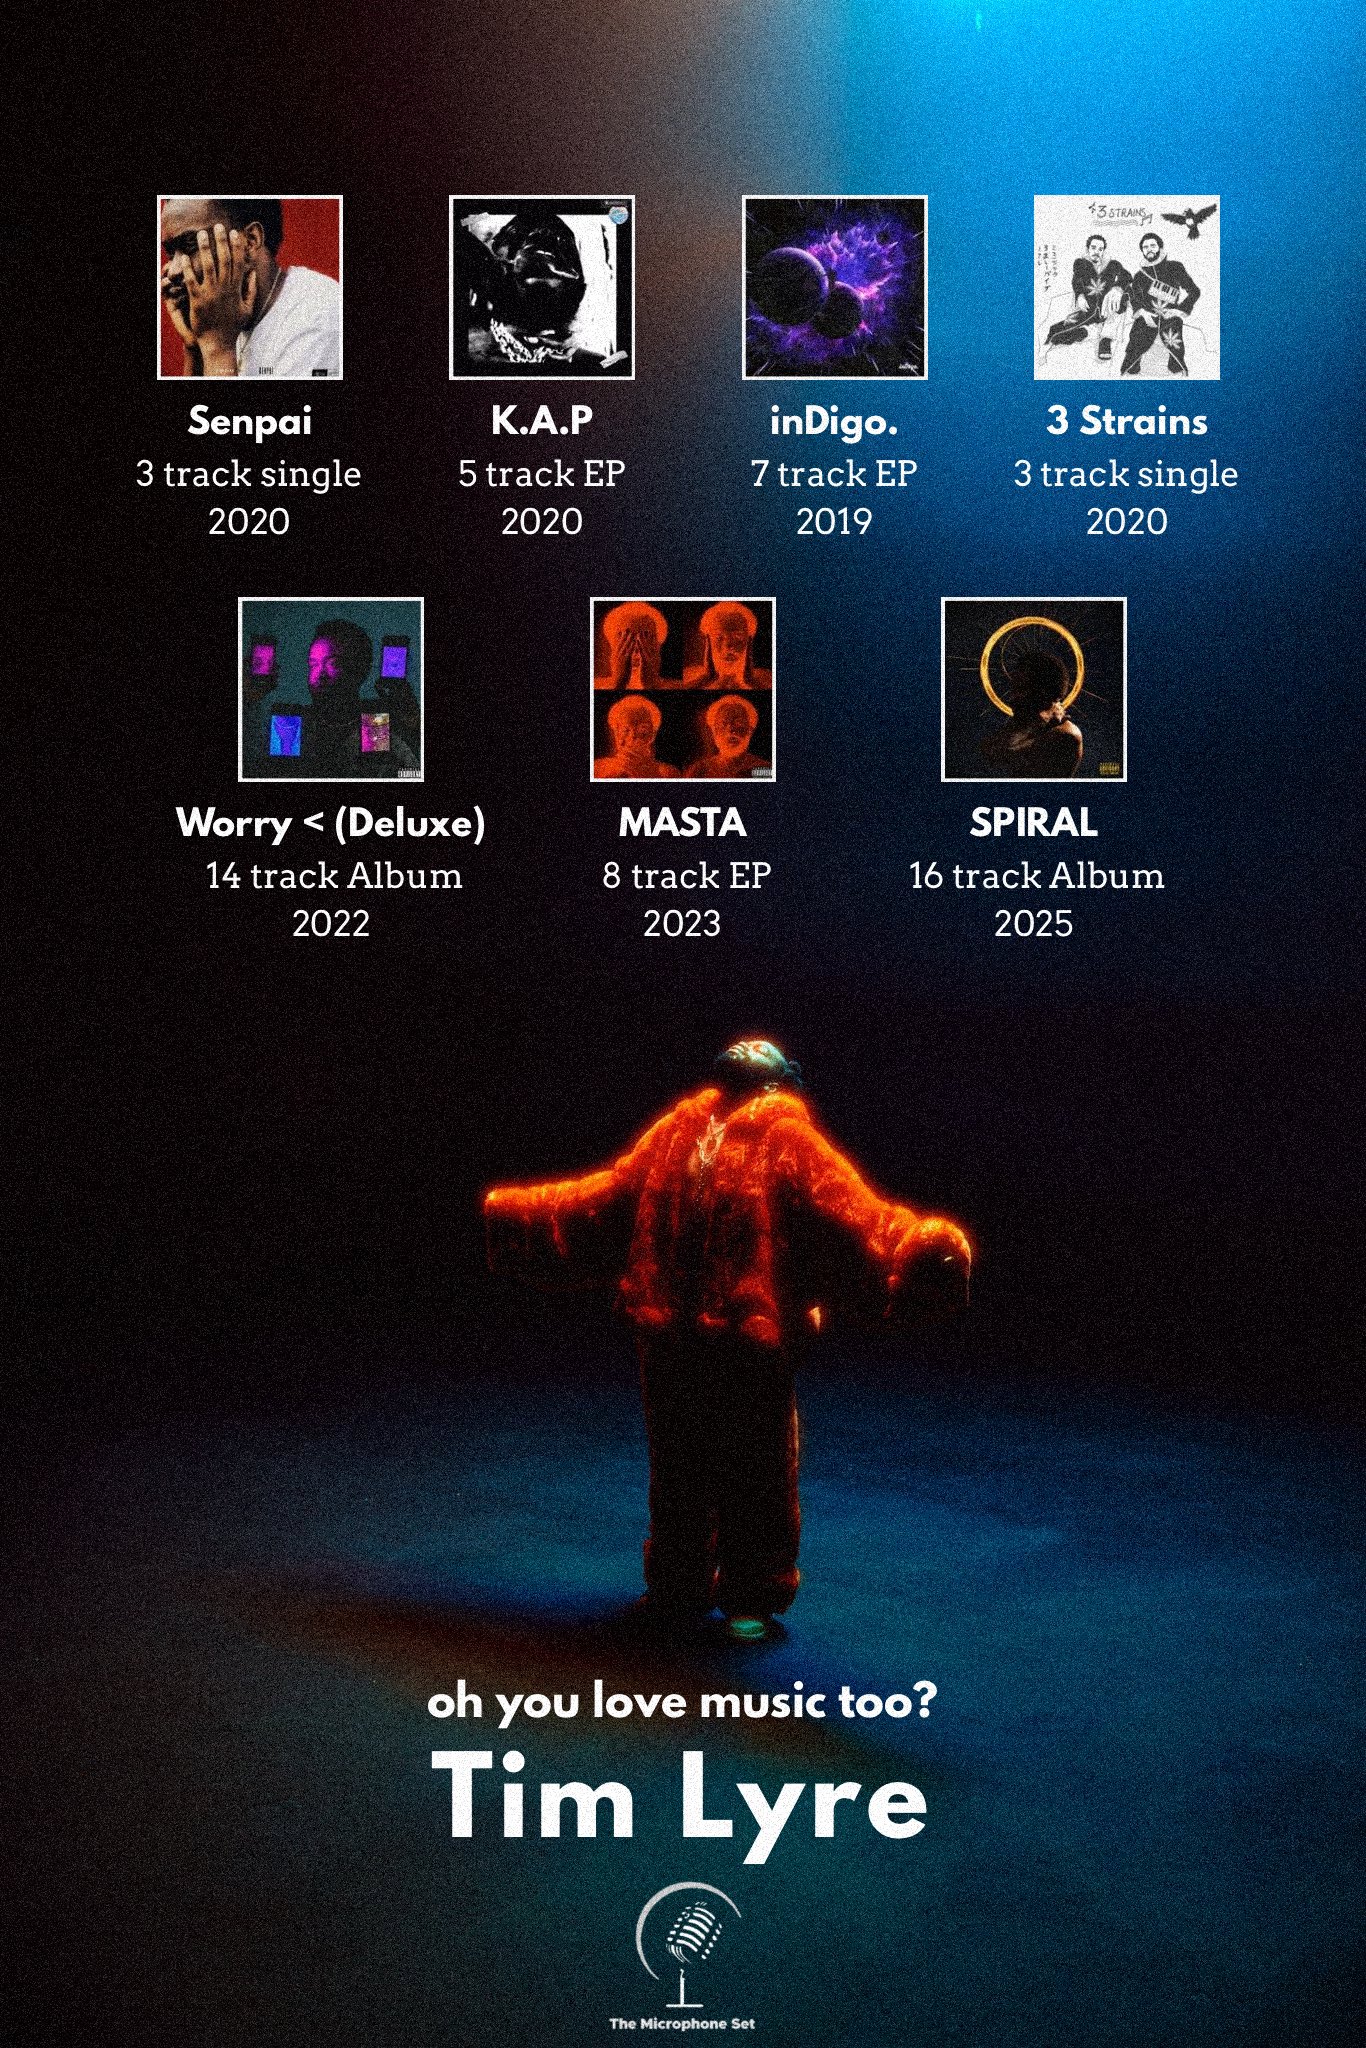 Senpai
3 track single
2020
K.A.P
5 track EP
2020
inDigo.
7 track EP
2019
3 STRAINS
3 Strains
3 track single
2020
Worry < (Deluxe)
14 track Album
2022
MASTA
8 track EP
2023
SPIRAL
16 track Album
2025
oh you love music too?
Tim Lyre
The Microphone Set